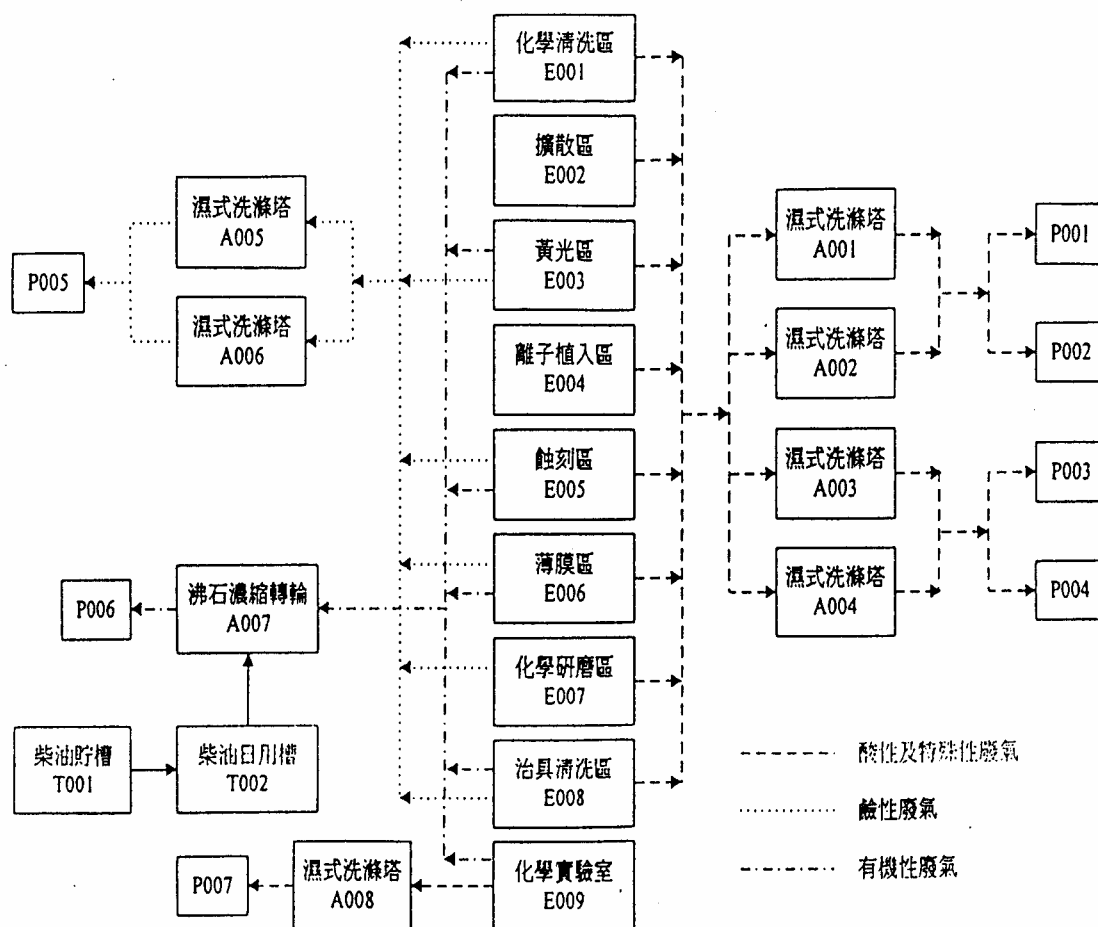 化學清洗區
E001
擴散區
E002
黃光區
E003
離子植入區
E004
蝕刻區
E005
薄膜區
E006
化學研磨區
E007
治具清洗區
E008
化學實驗室
E009
濕式洗滌塔
A005
濕式洗滌塔
A006
P005
沸石濃縮轉輪
A007
P006
柴油貯槽
T001
柴油日用槽
T002
濕式洗滌塔
A008
P007
濕式洗滌塔
A001
濕式洗滌塔
A002
濕式洗滌塔
A003
濕式洗滌塔
A004
P001
P002
P003
P004
酸性及特殊性廢氣
鹼性廢氣
有機性廢氣